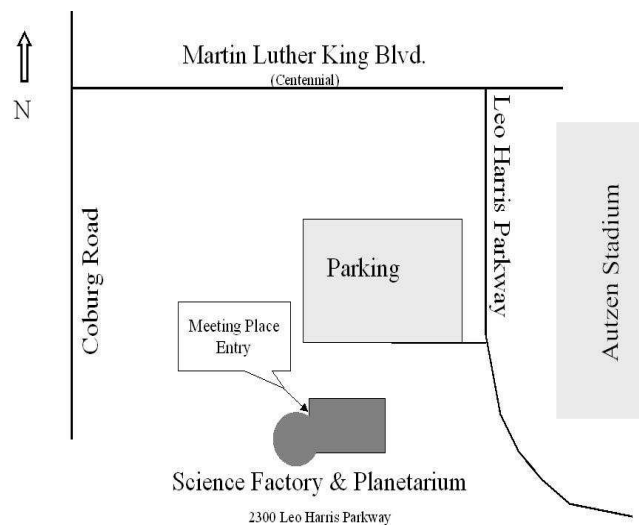 Martin Luther King Blvd.
(Centennial)
N
Leo Harris Parkway
Autzen Stadium
Coburg Road
Parking
Meeting Place
Entry
Science Factory & Planetarium
2300 Leo Harris Parkway